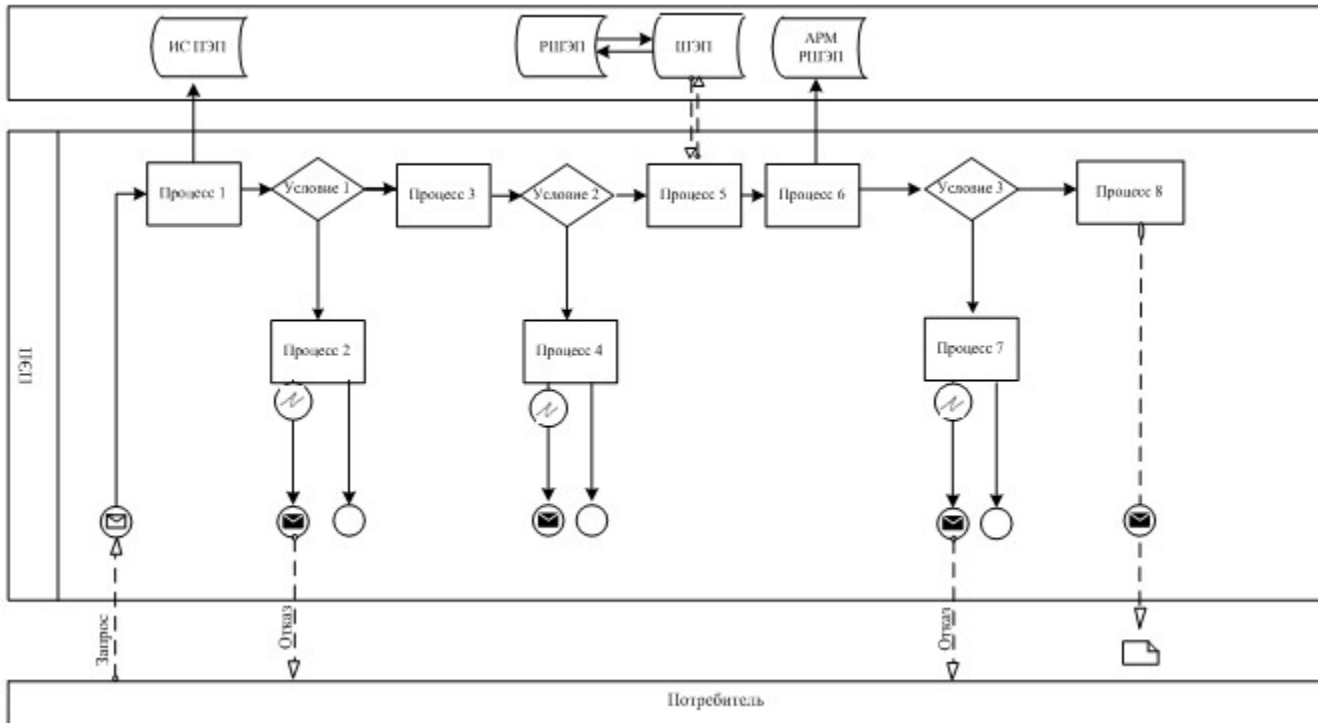 ИС ПЭП
РШЭП
ШЭП
АРМ
РШЭП
ПЭП
Процесс 1
Условие 1
Процесс 3
Условие 2
Процесс 5
Процесс 6
Условие 3
Процесс 8
Процесс 2
Процесс 4
Процесс 7
Запрос
Отказ
Отказ
Потребитель